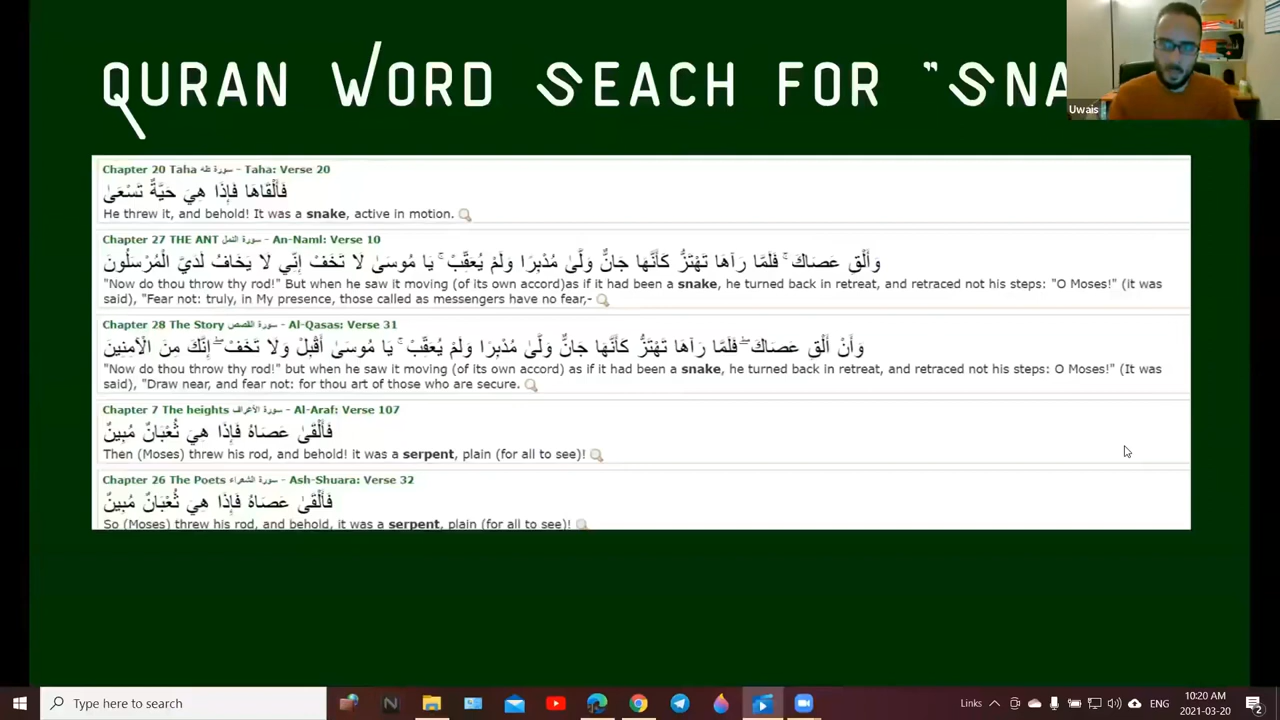 QURAN WORD SEACH FOR "SNA
Uwais
Chapter 20 Taha سورة طه - Taha: Verse 20
فَأَلْقَاهَا فَإِذَا هِيَ حَيَّةٌ تَسْعَىٰ
He threw it, and behold! It was a snake, active in motion.
Chapter 27 THE ANT سورة النمل - An-Naml: Verse 10
وَأَلْقِ عَصَاكَ ۚ فَلَمَّا رَآهَا تَهْتَزُّ كَأَنَّهَا جَانٌّ وَلَّىٰ مُدْبِرًا وَلَمْ يُعَقِّبْ ۚ يَا مُوسَىٰ لَا تَخَفْ إِنِّي لَا يَخَافُ لَدَيَّ الْمُرْسَلُونَ
"Now do thou throw thy rod!" But when he saw it moving (of its own accord)as if it had been a snake, he turned back in retreat, and retraced not his steps: "O Moses!" (it was
said), "Fear not: truly, in My presence, those called as messengers have no fear,-
Chapter 28 The Story سورة القصص - Al-Qasas: Verse 31
وَأَنْ أَلْقِ عَصَاكَ ۖ فَلَمَّا رَآهَا تَهْتَزُّ كَأَنَّهَا جَانٌّ وَلَّىٰ مُدْبِرًا وَلَمْ يُعَقِّبْ ۚ يَا مُوسَىٰ أَقْبِلْ وَلَا تَخَفْ ۖ إِنَّكَ مِنَ الْآمِنِينَ
"Now do thou throw thy rod!" but when he saw it moving (of its own accord) as if it had been a snake, he turned back in retreat, and retraced not his steps: O Moses!" (It was
said), "Draw near, and fear not: for thou art of those who are secure.
Chapter 7 The heights سورة الأعراف - Al-Araf: Verse 107
فَأَلْقَىٰ عَصَاهُ فَإِذَا هِيَ ثُعْبَانٌ مُبِينٌ
Then (Moses) threw his rod, and behold! it was a serpent, plain (for all to see)!
Chapter 26 The Poets سورة الشعراء - Ash-Shuara: Verse 32
فَأَلْقَىٰ عَصَاهُ فَإِذَا هِيَ ثُعْبَانٌ مُبِينٌ
So (Moses) threw his rod, and behold, it was a serpent, plain (for all to see)!
Type here to search
Links
ENG
10:20 AM
2021-03-20
2